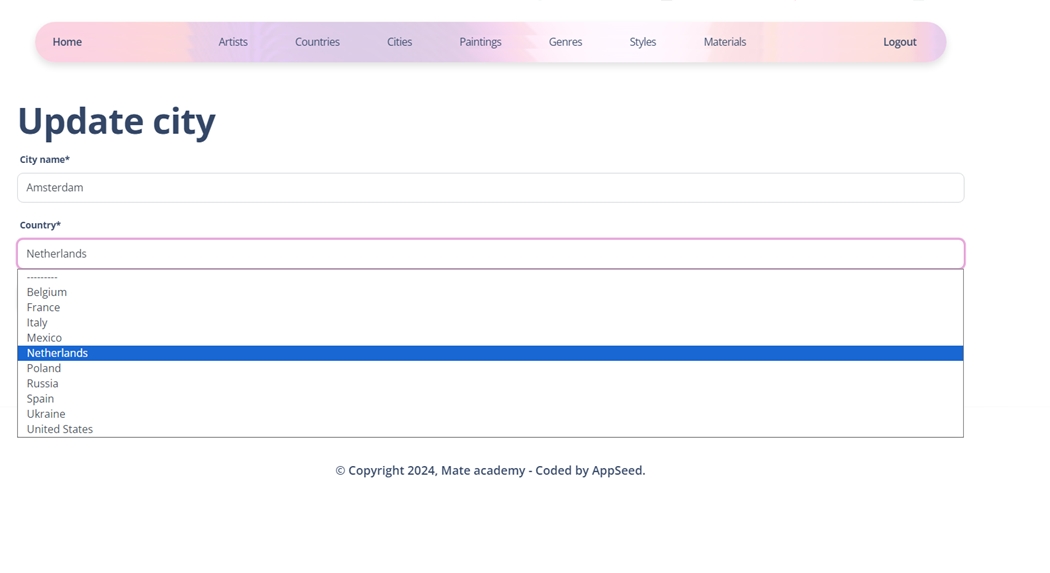 Home Artists Countries Cities Paintings Genres Styles Materials Logout
Update city
City name*
Amsterdam
Country*
Netherlands
---------
Belgium
France
Italy
Mexico
Netherlands
Poland
Russia
Spain
Ukraine
United States
© Copyright 2024, Mate academy - Coded by AppSeed.